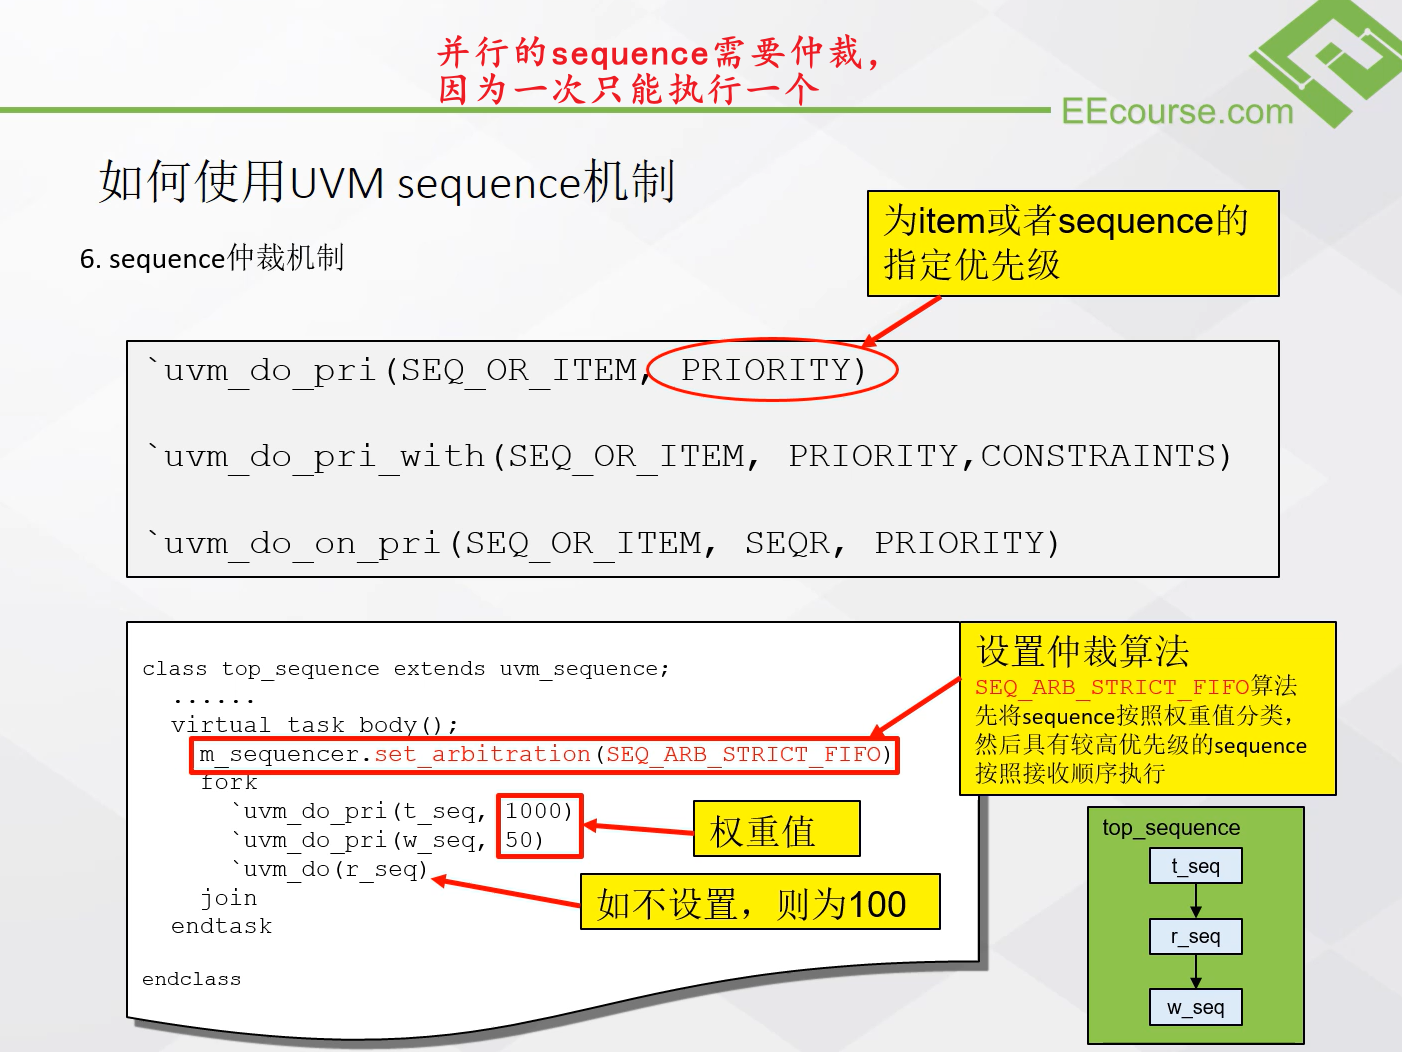 并行的sequence需要仲裁，
因为一次只能执行一个
EEcourse.com
如何使用UVM sequence机制
6. sequence仲裁机制
为item或者sequence的
指定优先级
`uvm_do_pri(SEQ_OR_ITEM, PRIORITY)
`uvm_do_pri_with(SEQ_OR_ITEM, PRIORITY,CONSTRAINTS)
`uvm_do_on_pri(SEQ_OR_ITEM, SEQR, PRIORITY)
class top_sequence extends uvm_sequence;
......
virtual task body();
m_sequencer.set_arbitration(SEQ_ARB_STRICT_FIFO)
fork
`uvm_do_pri(t_seq, 1000)
`uvm_do_pri(w_seq, 50)
`uvm_do(r_seq)
join
endtask
endclass
设置仲裁算法
SEQ_ARB_STRICT_FIFO算法
先将sequence按照权重值分类，
然后具有较高优先级的sequence
按照接收顺序执行
权重值
如不设置，则为100
top_sequence
t_seq
r_seq
w_seq